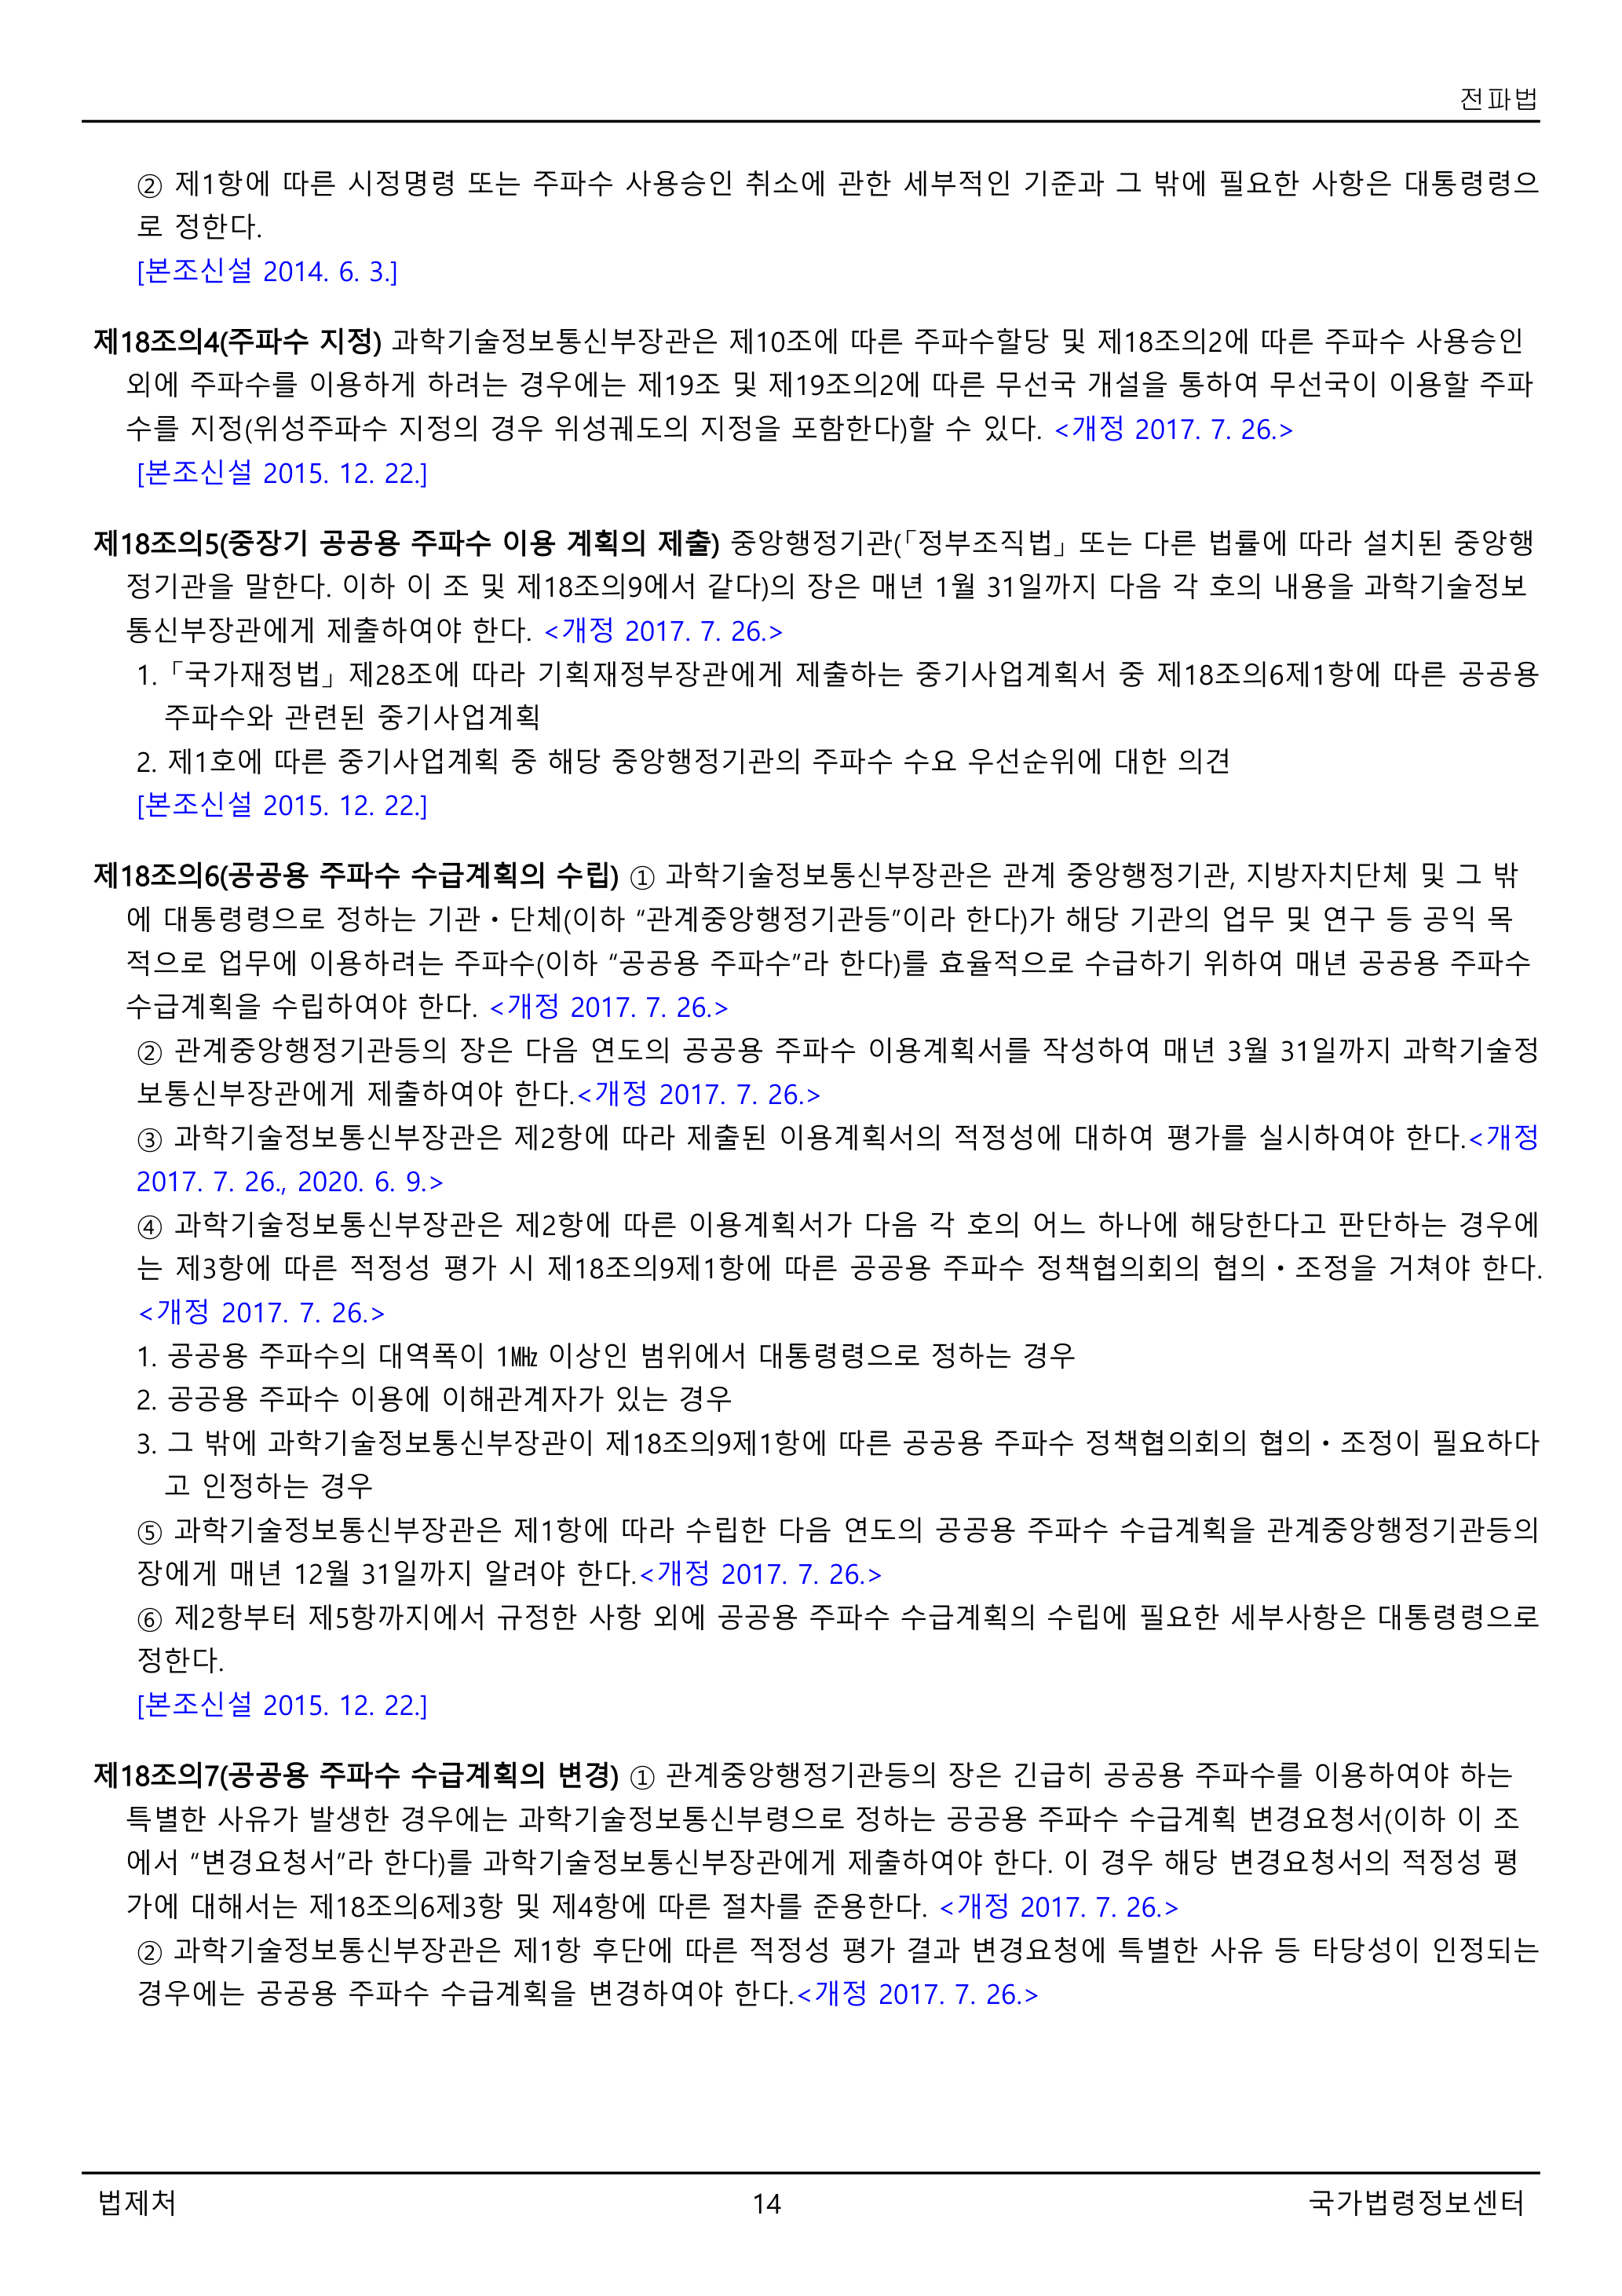 전파법
② 제1항에 따른 시정명령 또는 주파수 사용승인 취소에 관한 세부적인 기준과 그 밖에 필요한 사항은 대통령령으
로 정한다.
[본조신설 2014. 6. 3.]
제18조의4(주파수 지정) 과학기술정보통신부장관은 제10조에 따른 주파수할당 및 제18조의2에 따른 주파수 사용승인
외에 주파수를 이용하게 하려는 경우에는 제19조 및 제19조의2에 따른 무선국 개설을 통하여 무선국이 이용할 주파
수를 지정(위성주파수 지정의 경우 위성궤도의 지정을 포함한다)할 수 있다. <개정 2017. 7. 26.>
[본조신설 2015. 12. 22.]
제18조의5(중장기 공공용 주파수 이용 계획의 제출) 중앙행정기관(「정부조직법」 또는 다른 법률에 따라 설치된 중앙행
정기관을 말한다. 이하 이 조 및 제18조의9에서 같다)의 장은 매년 1월 31일까지 다음 각 호의 내용을 과학기술정보
통신부장관에게 제출하여야 한다. <개정 2017. 7. 26.>
1. 「국가재정법」 제28조에 따라 기획재정부장관에게 제출하는 중기사업계획서 중 제18조의6제1항에 따른 공공용
주파수와 관련된 중기사업계획
2. 제1호에 따른 중기사업계획 중 해당 중앙행정기관의 주파수 수요 우선순위에 대한 의견
[본조신설 2015. 12. 22.]
제18조의6(공공용 주파수 수급계획의 수립) ① 과학기술정보통신부장관은 관계 중앙행정기관, 지방자치단체 및 그 밖
에 대통령령으로 정하는 기관ㆍ단체(이하 “관계중앙행정기관등”이라 한다)가 해당 기관의 업무 및 연구 등 공익 목
적으로 업무에 이용하려는 주파수(이하 “공공용 주파수”라 한다)를 효율적으로 수급하기 위하여 매년 공공용 주파수
수급계획을 수립하여야 한다. <개정 2017. 7. 26.>
② 관계중앙행정기관등의 장은 다음 연도의 공공용 주파수 이용계획서를 작성하여 매년 3월 31일까지 과학기술정
보통신부장관에게 제출하여야 한다.<개정 2017. 7. 26.>
③ 과학기술정보통신부장관은 제2항에 따라 제출된 이용계획서의 적정성에 대하여 평가를 실시하여야 한다.<개정
2017. 7. 26., 2020. 6. 9.>
④ 과학기술정보통신부장관은 제2항에 따른 이용계획서가 다음 각 호의 어느 하나에 해당한다고 판단하는 경우에
는 제3항에 따른 적정성 평가 시 제18조의9제1항에 따른 공공용 주파수 정책협의회의 협의ㆍ조정을 거쳐야 한다.
<개정 2017. 7. 26.>
1. 공공용 주파수의 대역폭이 1㎒ 이상인 범위에서 대통령령으로 정하는 경우
2. 공공용 주파수 이용에 이해관계자가 있는 경우
3. 그 밖에 과학기술정보통신부장관이 제18조의9제1항에 따른 공공용 주파수 정책협의회의 협의ㆍ조정이 필요하다
고 인정하는 경우
⑤ 과학기술정보통신부장관은 제1항에 따라 수립한 다음 연도의 공공용 주파수 수급계획을 관계중앙행정기관등의
장에게 매년 12월 31일까지 알려야 한다.<개정 2017. 7. 26.>
⑥ 제2항부터 제5항까지에서 규정한 사항 외에 공공용 주파수 수급계획의 수립에 필요한 세부사항은 대통령령으로
정한다.
[본조신설 2015. 12. 22.]
제18조의7(공공용 주파수 수급계획의 변경) ① 관계중앙행정기관등의 장은 긴급히 공공용 주파수를 이용하여야 하는
특별한 사유가 발생한 경우에는 과학기술정보통신부령으로 정하는 공공용 주파수 수급계획 변경요청서(이하 이 조
에서 “변경요청서”라 한다)를 과학기술정보통신부장관에게 제출하여야 한다. 이 경우 해당 변경요청서의 적정성 평
가에 대해서는 제18조의6제3항 및 제4항에 따른 절차를 준용한다. <개정 2017. 7. 26.>
② 과학기술정보통신부장관은 제1항 후단에 따른 적정성 평가 결과 변경요청에 특별한 사유 등 타당성이 인정되는
경우에는 공공용 주파수 수급계획을 변경하여야 한다.<개정 2017. 7. 26.>
법제처
14
국가법령정보센터